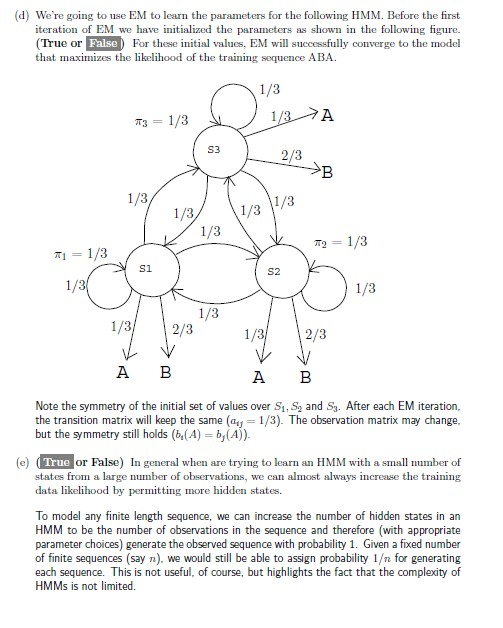 (d) We're going to use EM to learn the parameters for the following HMM. Before the first
iteration of EM we have initialized the parameters as shown in the following figure.
(True or False) For these initial values, EM will successfully converge to the model
that maximizes the likelihood of the training sequence ABA.
1/3
π3 = 1/3
1/3
A
S3
2/3
B
1/3
1/3
1/3
1/3
1/3
π2 = 1/3
π1 = 1/3
S1
S2
1/3
1/3
1/3
1/3
2/3
1/3
2/3
A
B
A
B
Note the symmetry of the initial set of values over S1, S2 and S3. After each EM iteration,
the transition matrix will keep the same (aij = 1/3). The observation matrix may change,
but the symmetry still holds (bi(A) = bj(A)).
(e) (True or False) In general when are trying to learn an HMM with a small number of
states from a large number of observations, we can almost always increase the training
data likelihood by permitting more hidden states.
To model any finite length sequence, we can increase the number of hidden states in an
HMM to be the number of observations in the sequence and therefore (with appropriate
parameter choices) generate the observed sequence with probability 1. Given a fixed number
of finite sequences (say n), we would still be able to assign probability 1/n for generating
each sequence. This is not useful, of course, but highlights the fact that the complexity of
HMMs is not limited.